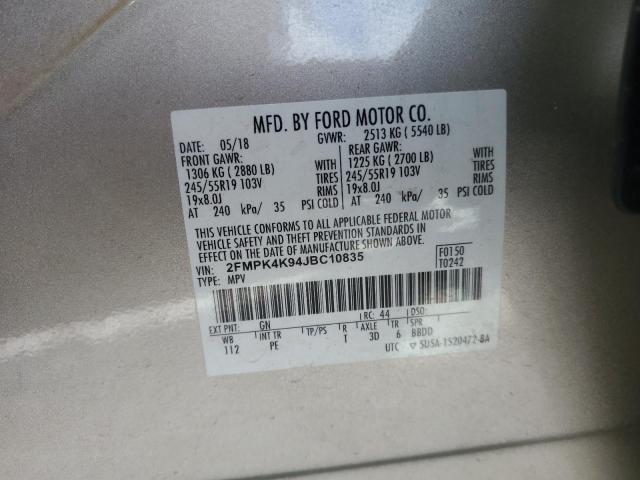 MFD. BY FORD MOTOR CO.
DATE: 05/18 GVWR: 2513 KG ( 5540 LB)
FRONT GAWR: REAR GAWR:
1306 KG ( 2880 LB) WITH 1225 KG ( 2700 LB) WITH
245/55R19 103V TIRES 245/55R19 103V TIRES
19x8.0J RIMS 19x8.0J RIMS
AT 240 kPa/ 35 PSI COLD AT 240 kPa/ 35 PSI COLD
THIS VEHICLE CONFORMS TO ALL APPLICABLE FEDERAL MOTOR
VEHICLE SAFETY AND THEFT PREVENTION STANDARDS IN
EFFECT ON THE DATE OF MANUFACTURE SHOWN ABOVE.
VIN: 2FMPK4K94JBC10835 F0150
TYPE: MPV T0242
EXT PNT: GN RC: 44 DSO:
WB INT TR TP/PS R AXLE TR SPR
112 PE T 3D 6 BBDD
UTC ▽ 5U5A-1520472-BA